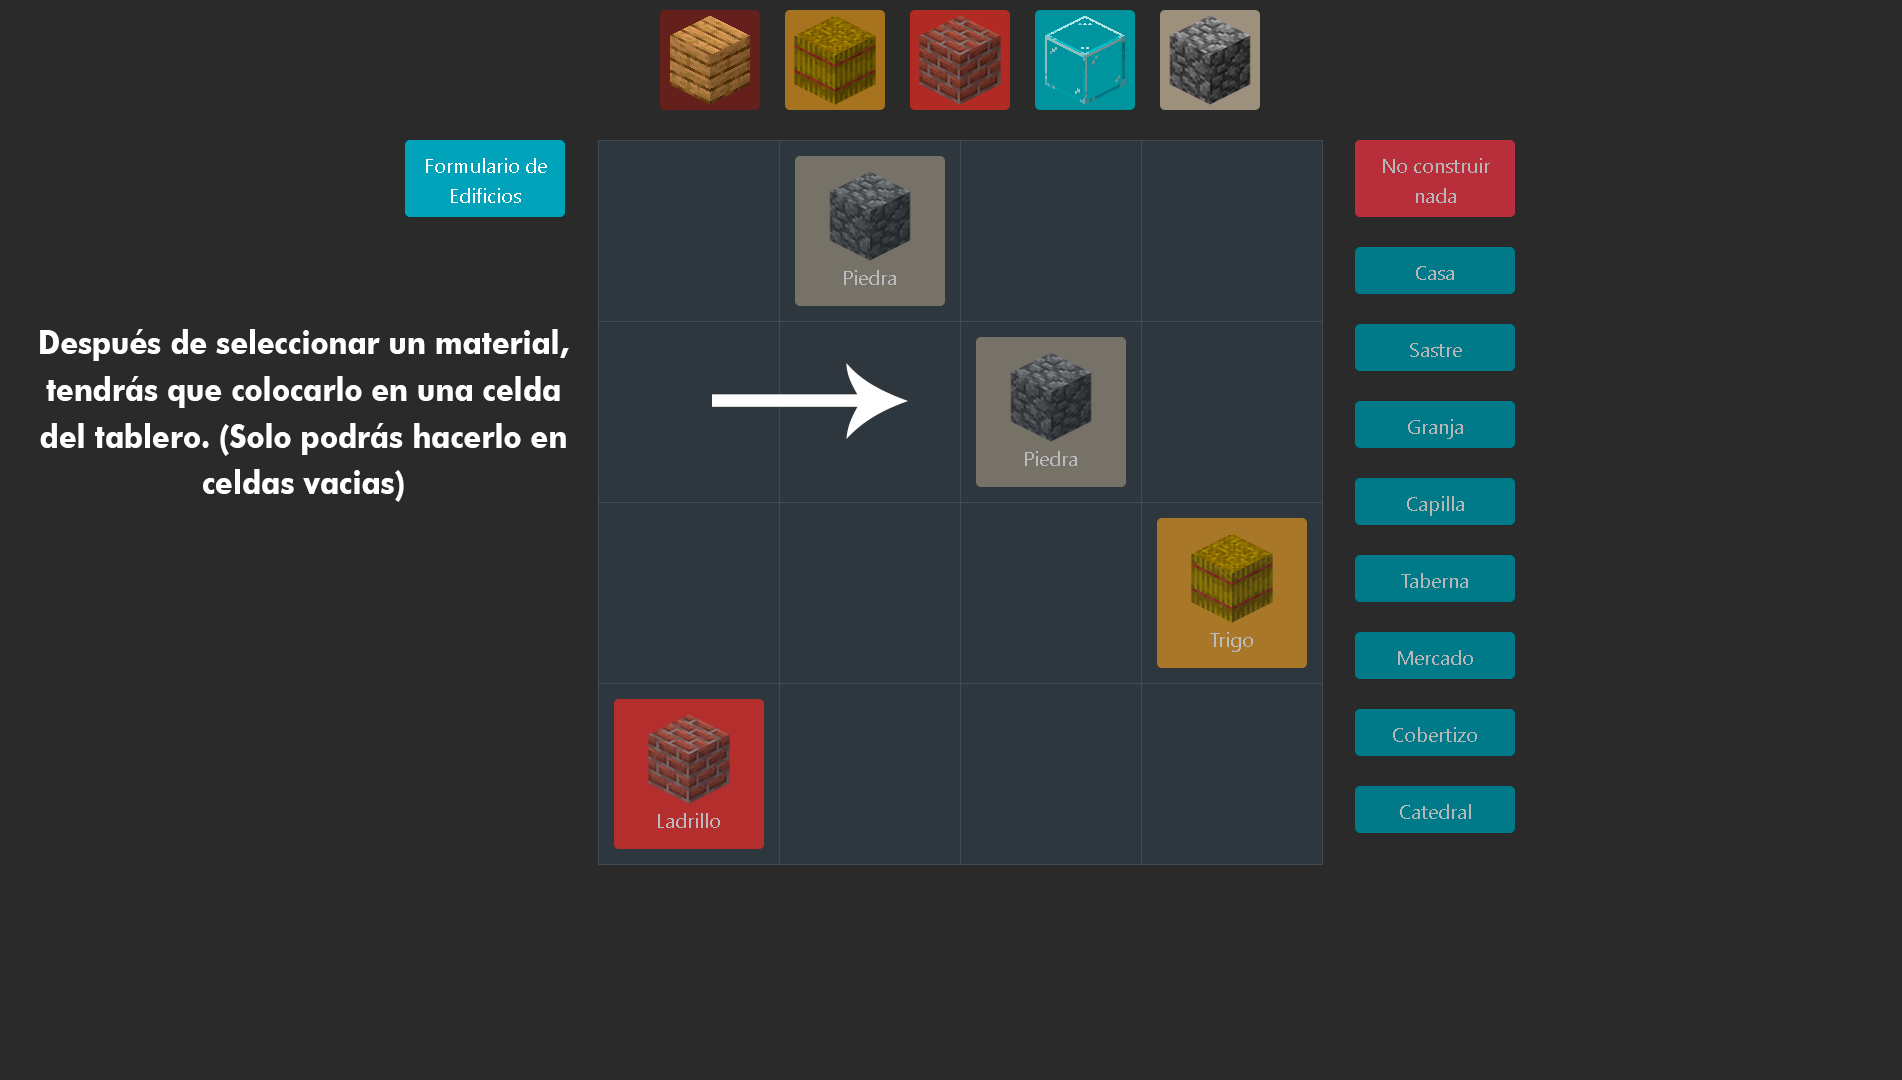 Formulario de
Edificios
Después de seleccionar un material,
tendrás que colocarlo en una celda
del tablero. (Solo podrás hacerlo en
celdas vacias)
Piedra
Piedra
Trigo
Ladrillo
No construir
nada
Casa
Sastre
Granja
Capilla
Taberna
Mercado
Cobertizo
Catedral